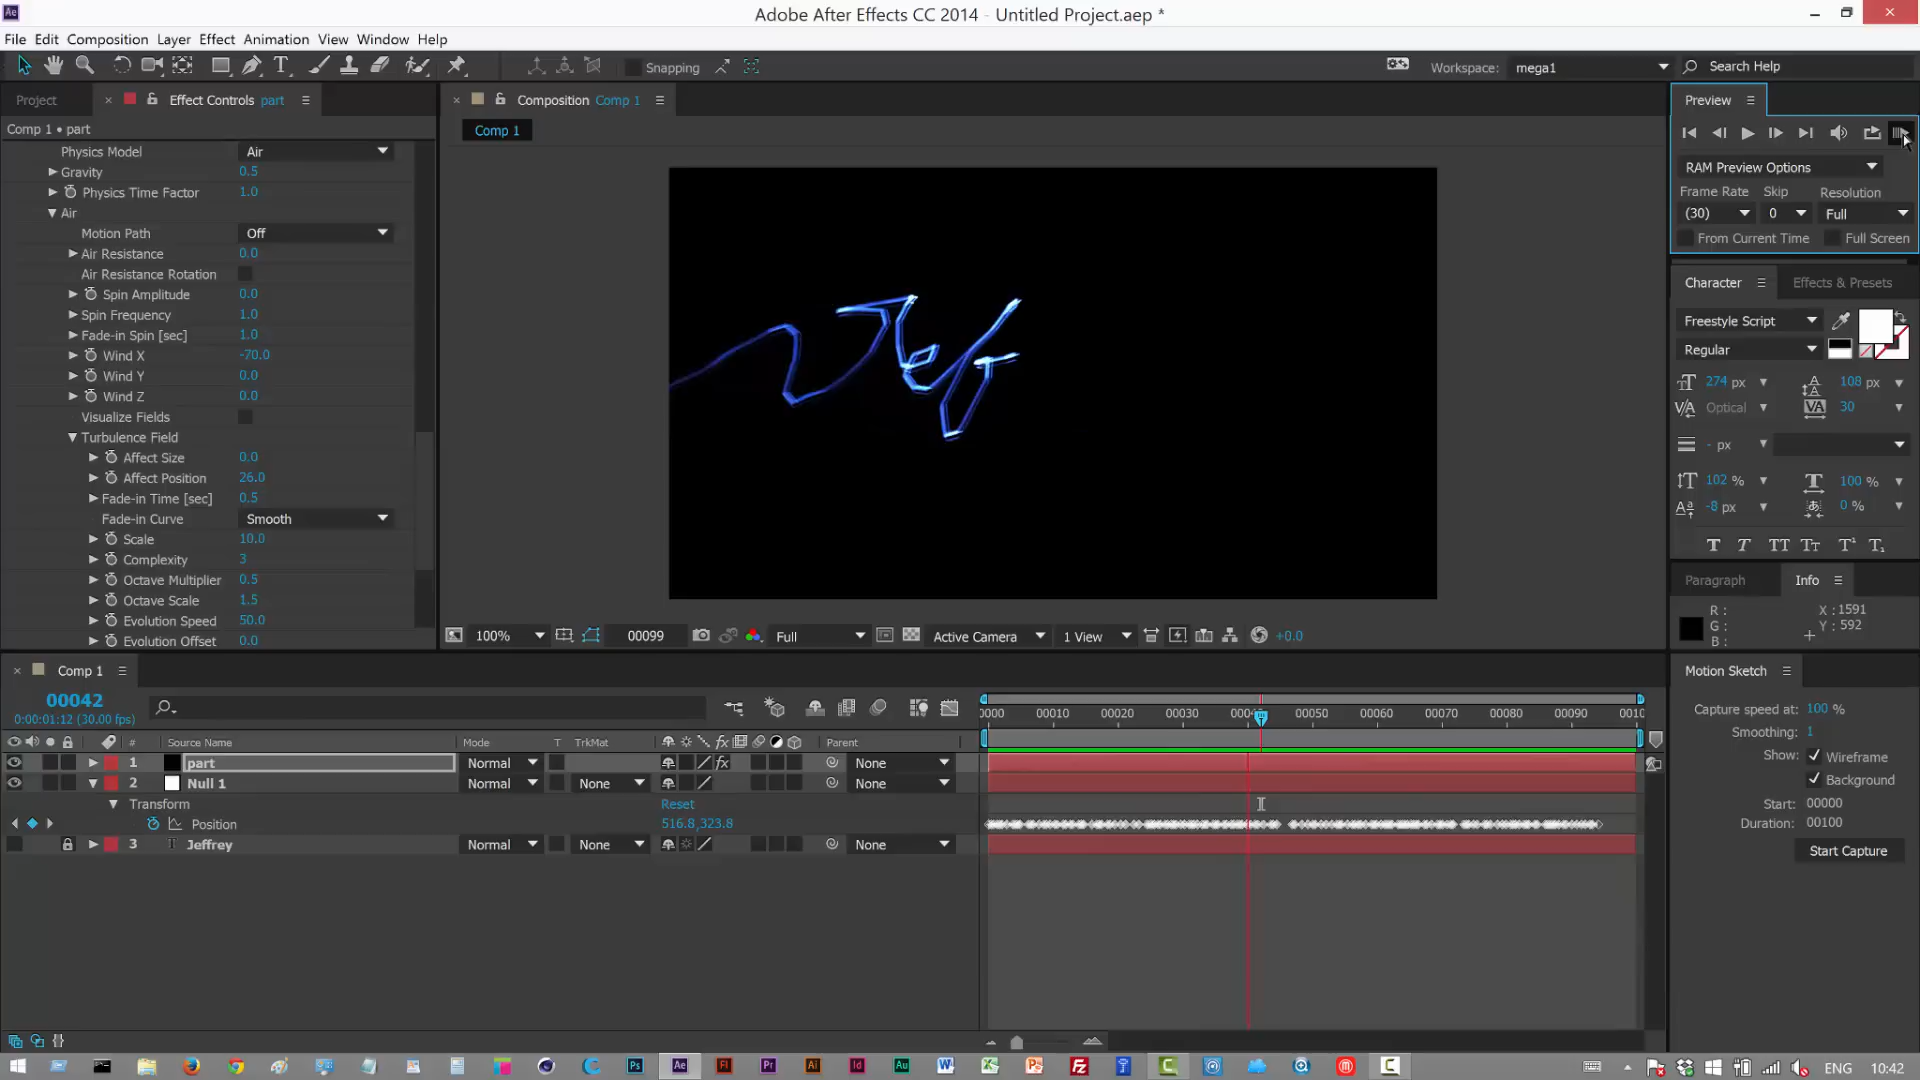 Adobe After Effects CC 2014 - Untitled Project.aep *
File Edit Composition Layer Effect Animation View Window Help
Snapping
Workspace: mega1
Search Help
Project
Effect Controls part
Composition Comp 1
Preview
Comp 1 • part
Comp 1
Physics Model Air
Gravity 0.5
Physics Time Factor 1.0
Air
Motion Path Off
Air Resistance 0.0
Air Resistance Rotation
Spin Amplitude 0.0
Spin Frequency 1.0
Fade-in Spin [sec] 1.0
Wind X -70.0
Wind Y 0.0
Wind Z 0.0
Visualize Fields
Turbulence Field
Affect Size 0.0
Affect Position 26.0
Fade-in Time [sec] 0.5
Fade-in Curve Smooth
Scale 10.0
Complexity 3
Octave Multiplier 0.5
Octave Scale 1.5
Evolution Speed 50.0
Evolution Offset 0.0
100% 00099 Full Active Camera 1 View +0.0
RAM Preview Options
Frame Rate Skip Resolution
(30) 0 Full
From Current Time Full Screen
Character Effects & Presets
Freestyle Script
Regular
274 px 108 px
Optical 30
- px
102 % 100 %
-8 px 0 %
Paragraph Info
R : X : 1591
G : Y : 592
B :
Comp 1
00042
0:00:01:12 (30.00 fps)
# Source Name Mode T TrkMat Parent
1 part Normal None
2 Null 1 Normal None None
Transform Reset
Position 516.8,323.8
3 Jeffrey Normal None None
0000 00010 00020 00030 00050 00060 00070 00080 00090 0010
Motion Sketch
Capture speed at: 100 %
Smoothing: 1
Show: Wireframe
Background
Start: 00000
Duration: 00100
Start Capture
ENG 10:42